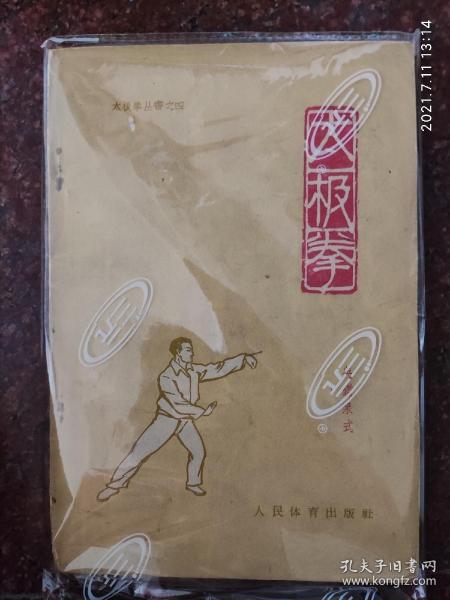 2021.7.11 13:14
太极拳丛书之四
太极拳
人民体育出版社
孔夫子旧书网
www.kongfz.com